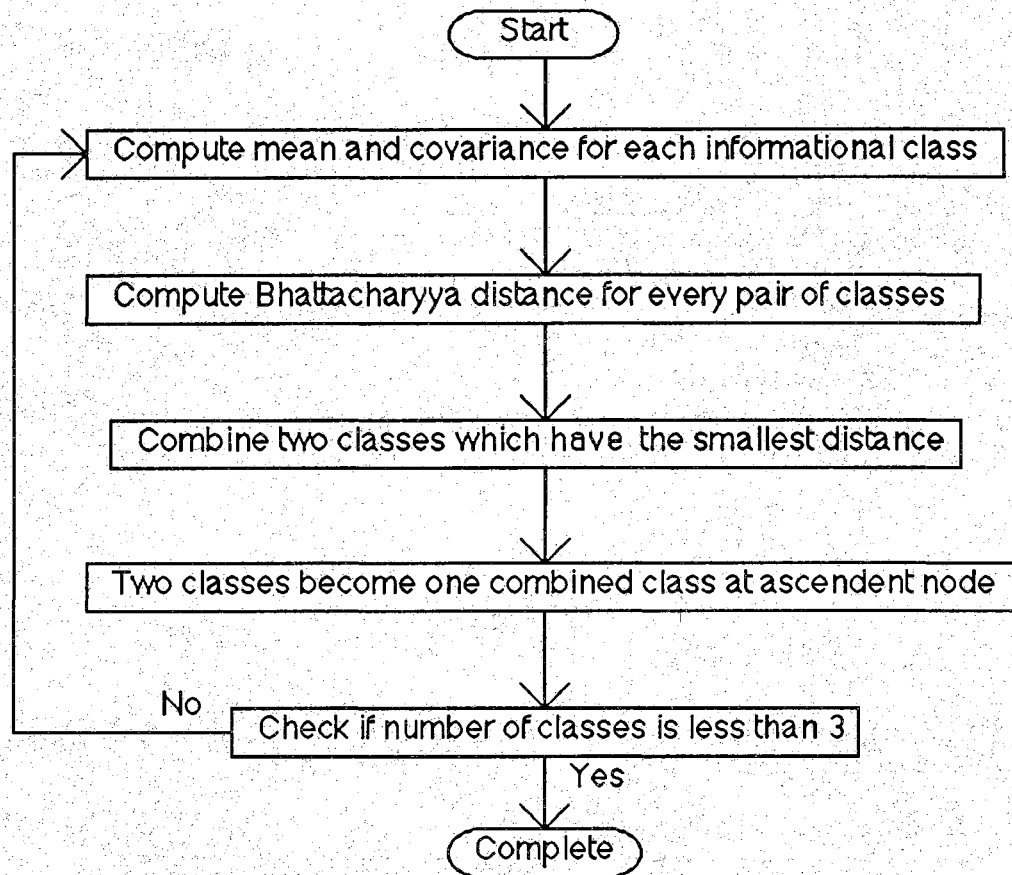 Start
Compute mean and covariance for each informational class
Compute Bhattacharyya distance for every pair of classes
Combine two classes which have the smallest distance
Two classes become one combined class at ascendent node
No
Check if number of classes is less than 3
Yes
Complete